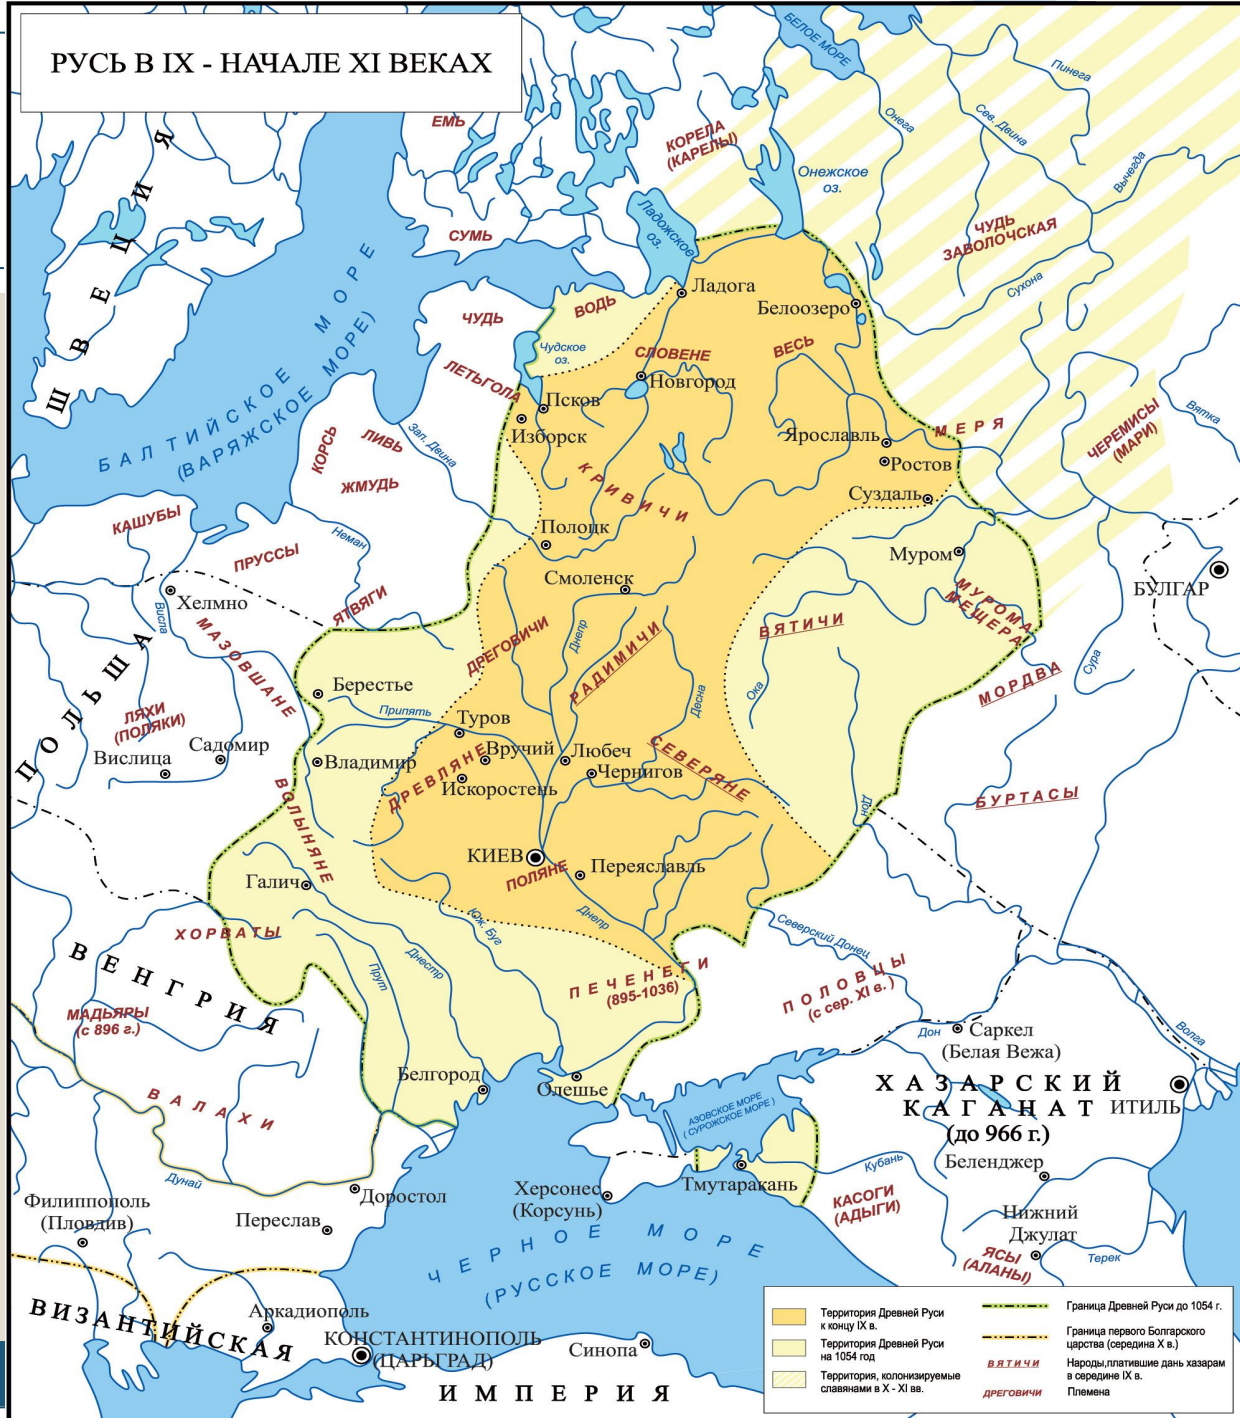 РУСЬ В IX - НАЧАЛЕ XI ВЕКАХ
БЕЛОЕ МОРЕ
Пинега
Онега
Сев. Двина
Вычегда
ЕМЬ
КОРЕЛА
(КАРЕЛЫ)
Онежское
оз.
ШВЕЦИЯ
Ладожское
оз.
ЧУДЬ
ЗАВОЛОЧСКАЯ
СУМЬ
Сухона
Ладога
Белоозеро
ВОДЬ
ЧУДЬ
Чудское
оз.
СЛОВЕНЕ
ВЕСЬ
ЛЕТЬГОЛА
Новгород
БАЛТИЙСКОЕ МОРЕ
(ВАРЯЖСКОЕ МОРЕ)
Псков
Изборск
Вятка
ЧЕРЕМИСЫ
(МАРИ)
Ярославль
МЕРЯ
Ростов
КОРСЬ
ЛИВЬ
Зап. Двина
ЖМУДЬ
КРИВИЧИ
Суздаль
КАШУБЫ
Неман
Полоцк
ПРУССЫ
Муром
Смоленск
БУЛГАР
Хелмно
Висла
ЯТВЯГИ
МУРОМА
МЕЩЕРА
МАЗОВШАНЕ
ДРЕГОВИЧИ
Днепр
РАДИМИЧИ
ВЯТИЧИ
ПОЛЬША
Сура
МОРДВА
Берестье
Ока
Десна
ЛЯХИ
(ПОЛЯКИ)
Припять
Туров
Садомир
Вислица
Владимир
Вручий
Любеч
СЕВЕРЯНЕ
ДРЕВЛЯНЕ
Чернигов
Искоростень
Дон
БУРТАСЫ
ВОЛЫНЯНЕ
КИЕВ
Переяславль
ПОЛЯНЕ
Галич
Днепр
Юж. Буг
Северский Донец
ХОРВАТЫ
Днестр
Прут
ВЕНГРИЯ
ПЕЧЕНЕГИ
(895-1036)
ПОЛОВЦЫ
(с сер. XI в. )
МАДЬЯРЫ
(с 896 г.)
Дон
Саркел
(Белая Вежа)
Волга
Белгород
Олешье
ХАЗАРСКИЙ
КАГАНАТ
(до 966 г.)
ИТИЛЬ
ВАЛАХИ
АЗОВСКОЕ МОРЕ
( СУРОЖСКОЕ МОРЕ )
Дунай
Доростол
Херсонес
(Корсунь)
Тмутаракань
Кубань
Беленджер
КАСОГИ
(АДЫГИ)
Филиппополь
(Пловдив)
Переслав
Нижний
Джулат
ЯСЫ
(АЛАНЫ)
Терек
ЧЕРНОЕ МОРЕ
(РУССКОЕ МОРЕ)
ВИЗАНТИЙСКАЯ
Аркадиополь
КОНСТАНТИНОПОЛЬ
(ЦАРЬГРАД)
Синопа
ИМПЕРИЯ
Территория Древней Руси
к концу IX в.
Территория Древней Руси
на 1054 год
Территория, колонизируемые
славянами в X - XI вв.
Граница Древней Руси до 1054 г.
Граница первого Болгарского
царства (середина X в.)
ВЯТИЧИ
Народы,платившие дань хазарам
в середине IX в.
ДРЕГОВИЧИ
Племена